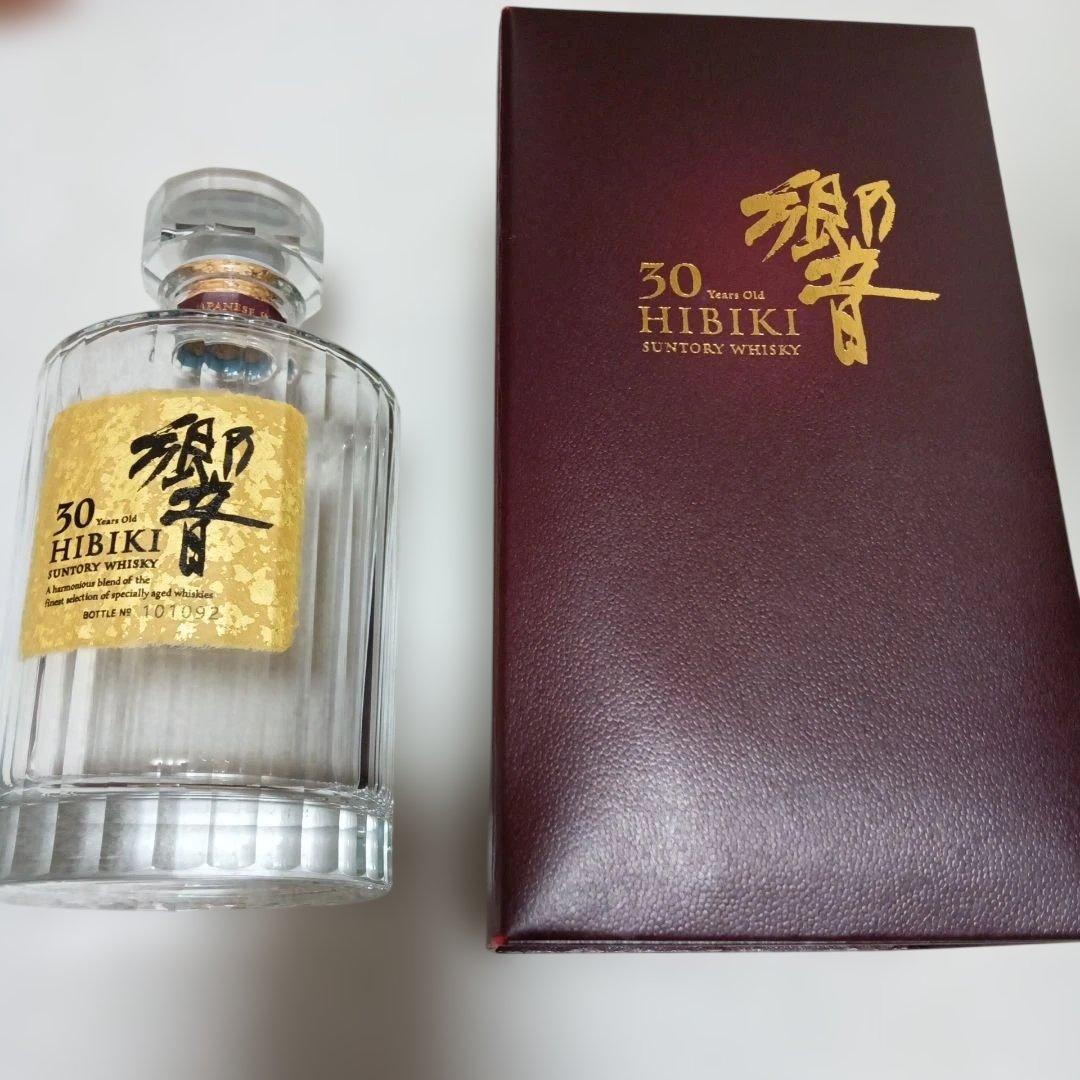 JAPANESE
響
30 Years Old
HIBIKI
SUNTORY WHISKY
A harmonious blend of the
finest selection of specially aged whiskies
BOTTLE Nº 101092
響
30 Years Old
HIBIKI
SUNTORY WHISKY